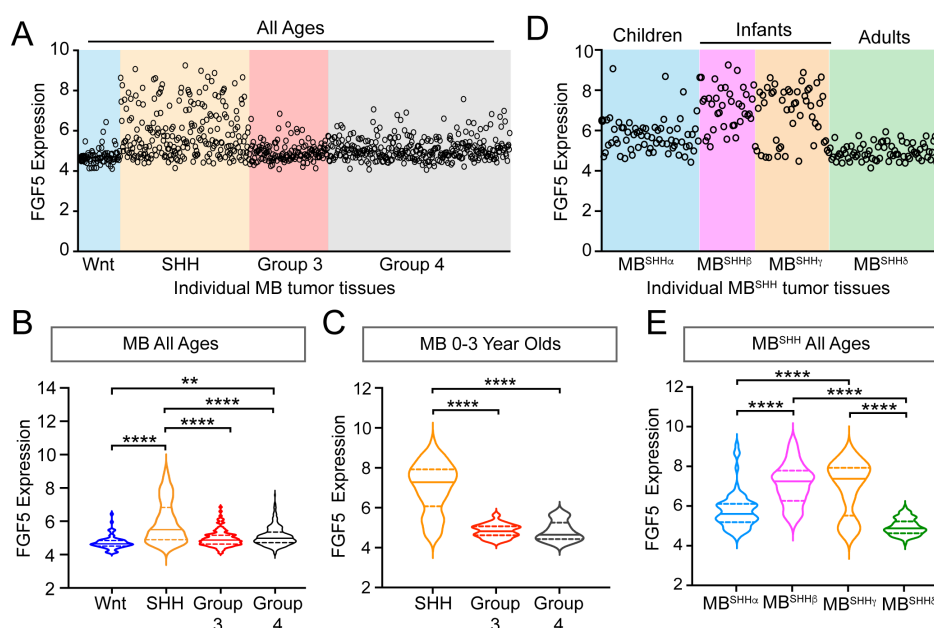 A
All Ages
10
8
6
4
2
0
FGF5 Expression
Wnt
SHH
Group 3
Group 4
Individual MB tumor tissues
D
Children
Infants
Adults
10
8
6
4
2
0
FGF5 Expression
MBSHHα
MBSHHβ
MBSHHγ
MBSHHδ
Individual MBSHH tumor tissues
B
MB All Ages
14
12
10
8
6
4
2
FGF5 Expression
**
****
****
****
Wnt
SHH
Group
3
Group
4
C
MB 0-3 Year Olds
12
10
8
6
4
2
FGF5 Expression
****
****
SHH
Group
3
Group
4
E
MBSHH All Ages
12
10
8
6
4
2
FGF5 Expression
****
****
****
****
MBSHHα
MBSHHβ
MBSHHγ
MBSHHδ